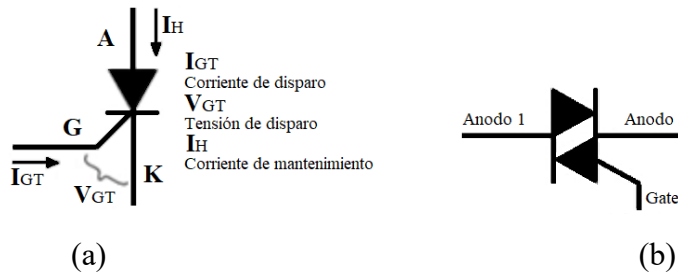 A
IH
IGT
Corriente de disparo
VGT
Tensión de disparo
IH
Corriente de mantenimiento
G
IGT
VGT
K
(a)
Anodo 1
Anodo
Gate
(b)